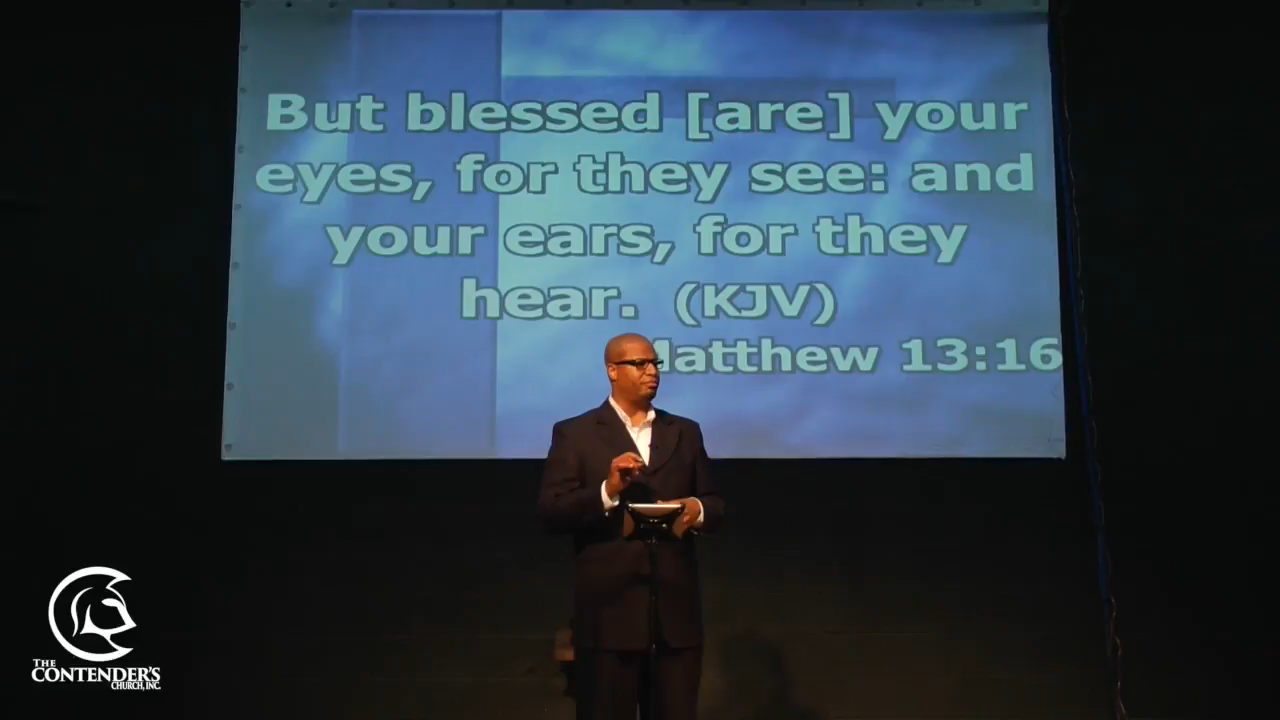 But blessed [are] your
eyes, for they see: and
your ears, for they
hear. (KJV)
Matthew 13:16
THE
CONTENDER'S
CHURCH, INC.